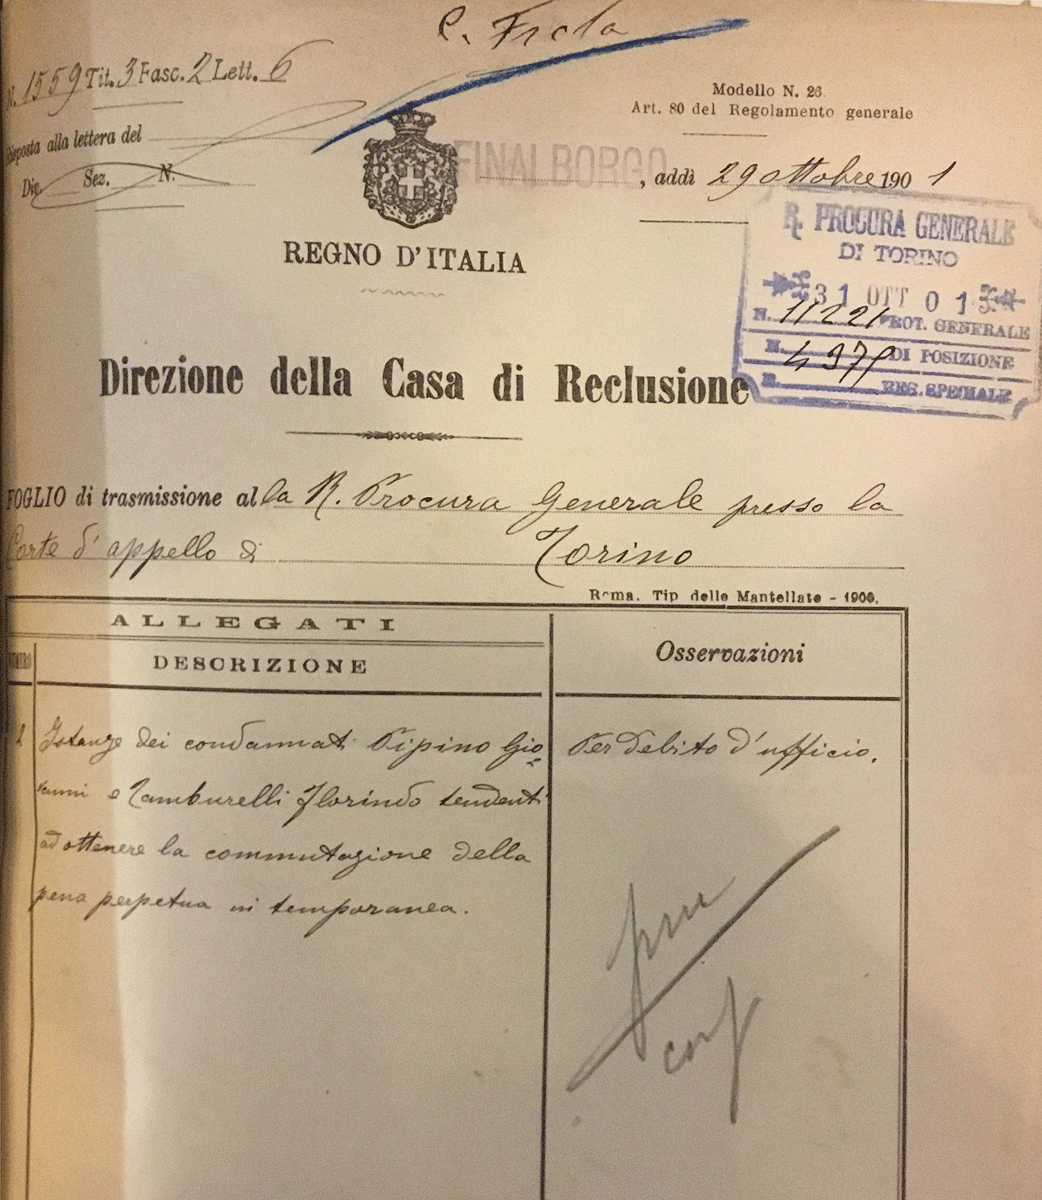 C. Frola
N. 1559 Tit. 3 Fasc. 2 Lett. 6
Modello N. 26.
Art. 80 del Regolamento generale
Risposta alla lettera del
Div. Sez. N.
FINALBORGO, addì 29 ottobre 1901
REGNO D'ITALIA
R. PROCURA GENERALE
DI TORINO
31 OTT 01
N. 11221 PROT. GENERALE
N. DI POSIZIONE
N. REG. SPECIALE
Direzione della Casa di Reclusione
FOGLIO di trasmissione alla R. Procura Generale presso la
Corte d'appello di Torino
Roma. Tip delle Mantellate - 1900.
ALLEGATI
NUMERO
DESCRIZIONE
Osservazioni
2
Istanze dei condannati Pipino Gio-
vanni e Tamburelli Florindo tendenti
ad ottenere la commutazione della
pena perpetua in temporanea.
Per debito d'ufficio.